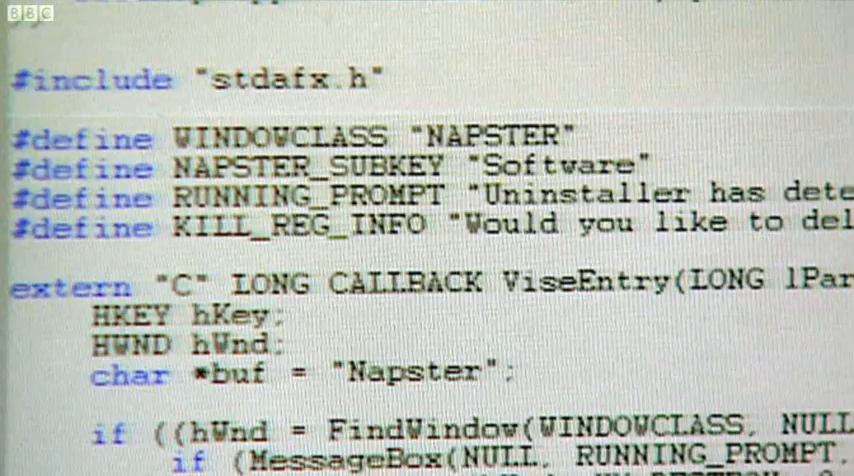 BBC
#include "stdafx.h"
#define WINDOWCLASS "NAPSTER"
#define NAPSTER_SUBKEY "Software"
#define RUNNING_PROMPT "Uninstaller has dete
#define KILL_REG_INFO "Would you like to del
extern "C" LONG CALLBACK ViseEntry(LONG lPar
HKEY hKey;
HWND hWnd;
char *buf = "Napster";
if ((hWnd = FindWindow(WINDOWCLASS, NULL
if (MessageBox(NULL, RUNNING_PROMPT,